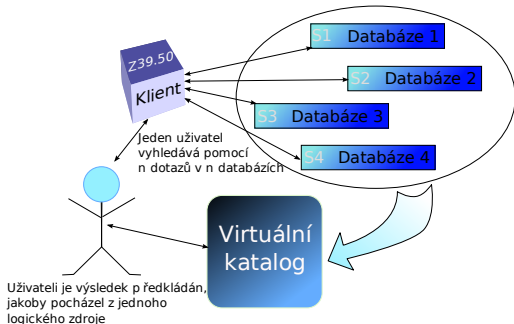 Z39.50
Klient
S1 Databáze 1
S2 Databáze 2
S3 Databáze 3
S4 Databáze 4
Jeden uživatel
vyhledává pomocí
n dotazů v n databázích
Virtuální
katalog
Uživateli je výsledek p ředkládán,
jakoby pocházel z jednoho
logického zdroje